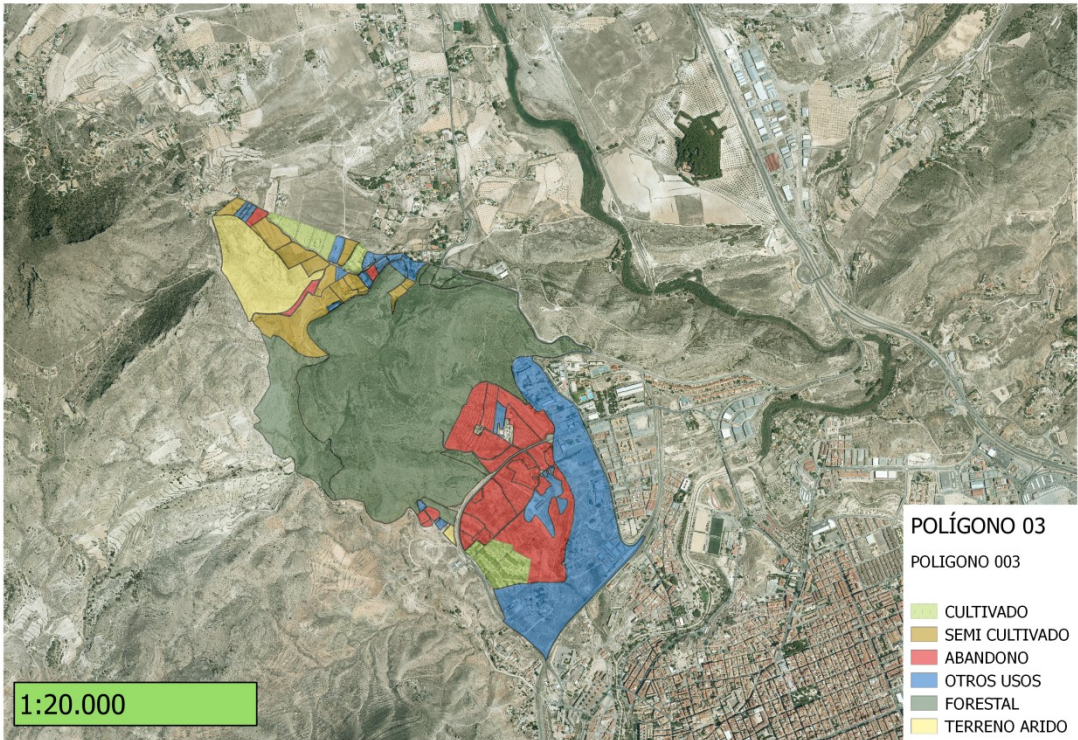 POLÍGONO 03
POLIGONO 003
CULTIVADO
SEMI CULTIVADO
ABANDONO
OTROS USOS
FORESTAL
TERRENO ARIDO
1:20.000